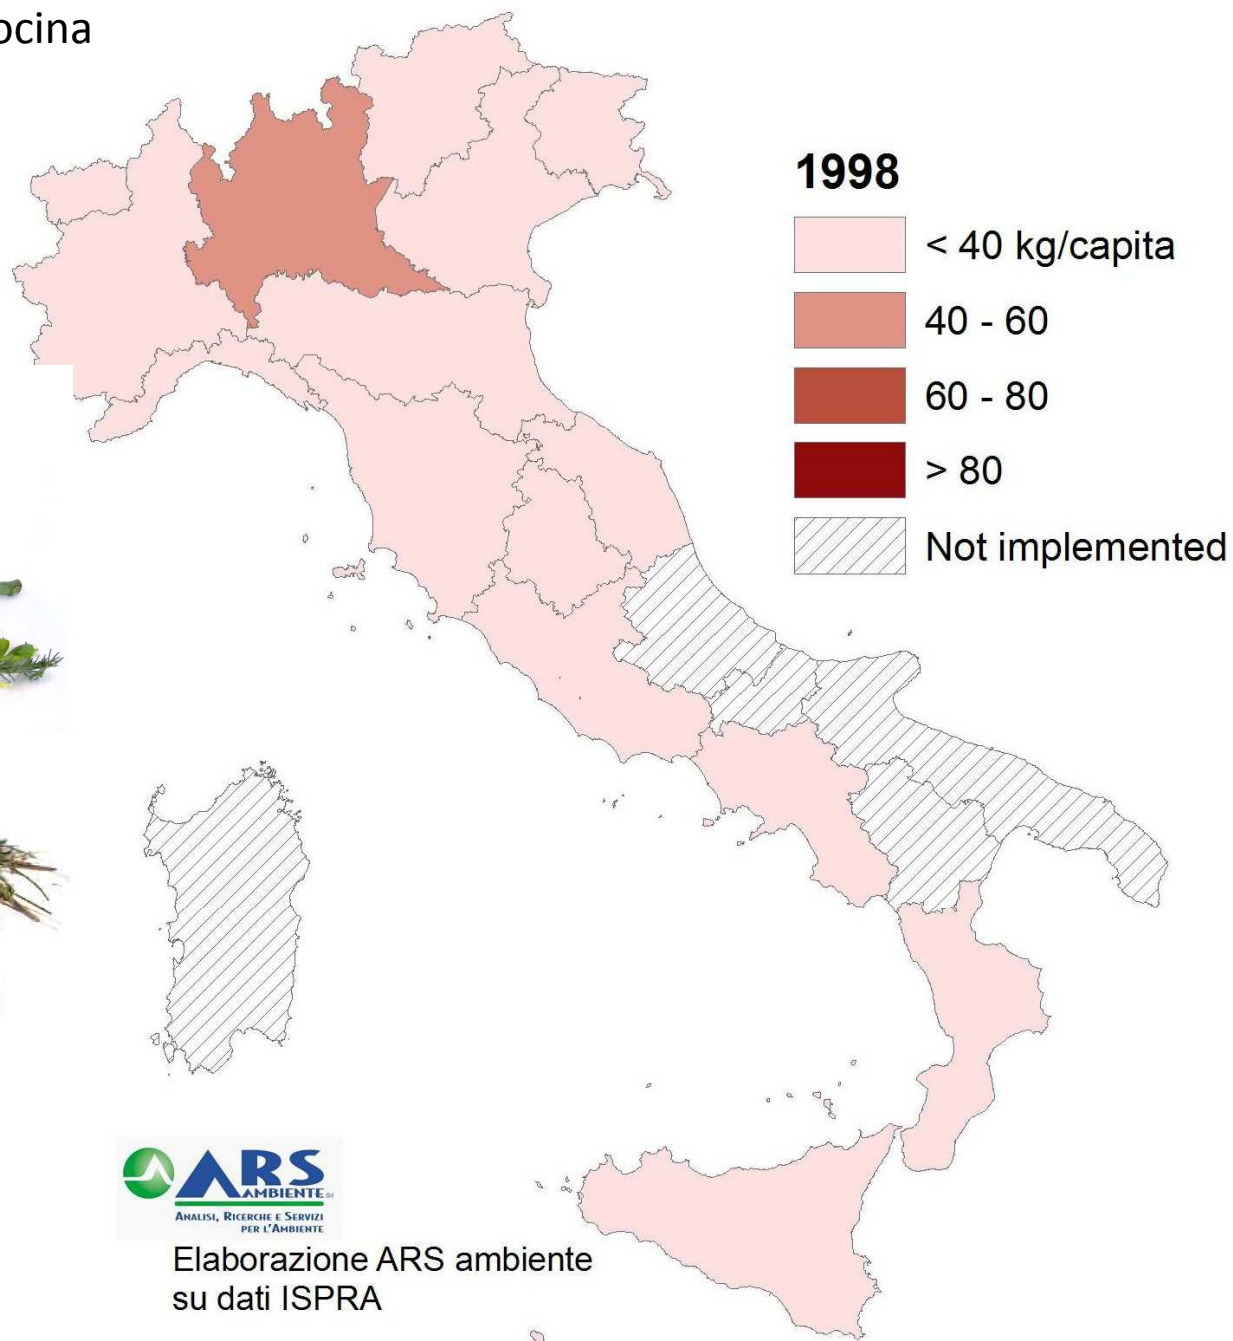 1998
< 40 kg/capita
40 - 60
60 - 80
> 80
Not implemented
ARS
AMBIENTE
ANALISI, RICERCHE E SERVIZI
PER L'AMBIENTE
Elaborazione ARS ambiente
su dati ISPRA